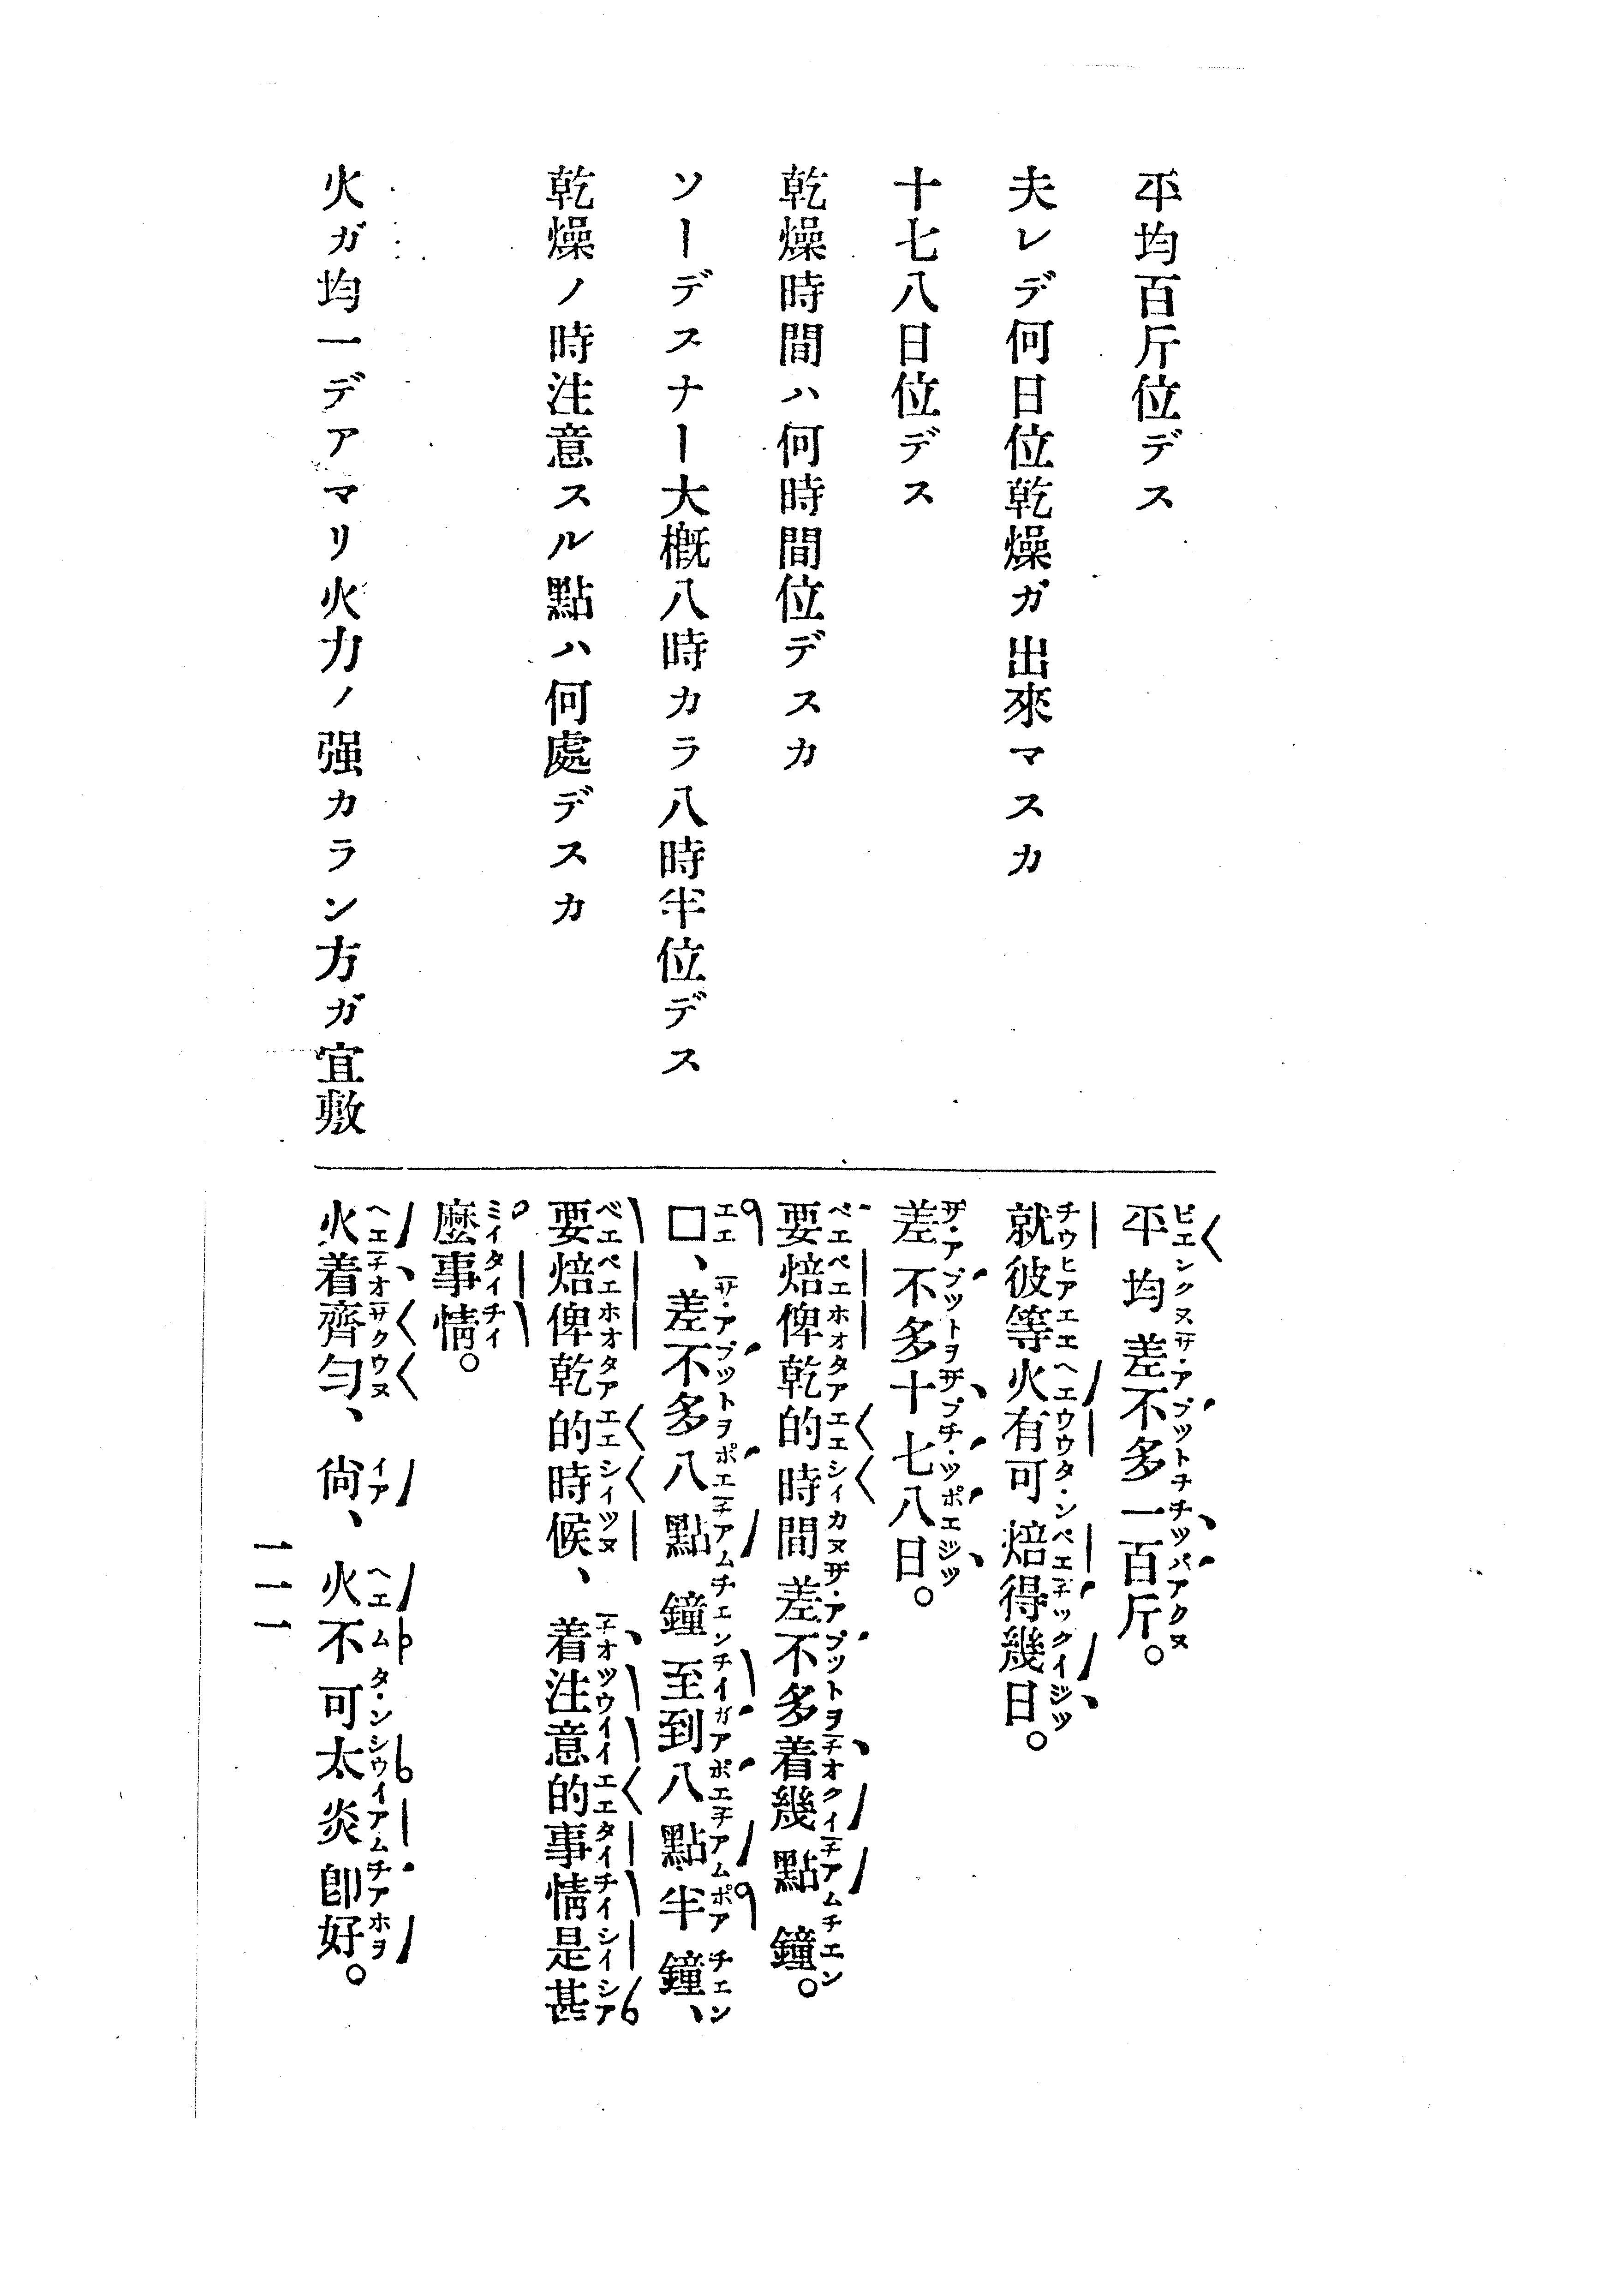 平均百斤位デス
夫レデ何日位乾燥ガ出來マスカ
十七八日位デス
乾燥時間ハ何時間位デスカ
ソーデスナー大槪八時カラ八時半位デス
乾燥ノ時注意スル點ハ何處デスカ
火ガ均一デアマリ火力ノ强カラン方ガ宜敷
平均差不多一百斤。
就彼等火有可焙得幾日。
差不多十七八日。
要焙俾乾的時間差不多着幾點鐘。
口、差不多八點鐘至到八點半鐘、
要焙俾乾的時候、着注意的事情是甚
麼事情。
火着齊勻、尙、火不可太炎卽好。
一一一